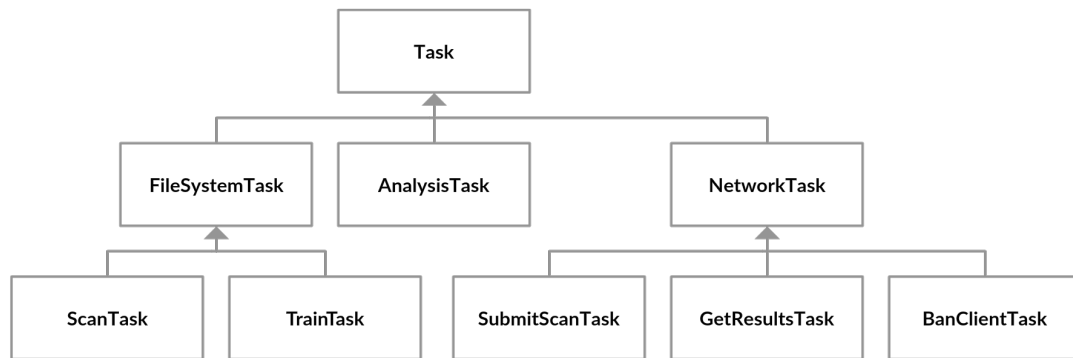 Task
FileSystemTask
AnalysisTask
NetworkTask
ScanTask
TrainTask
SubmitScanTask
GetResultsTask
BanClientTask